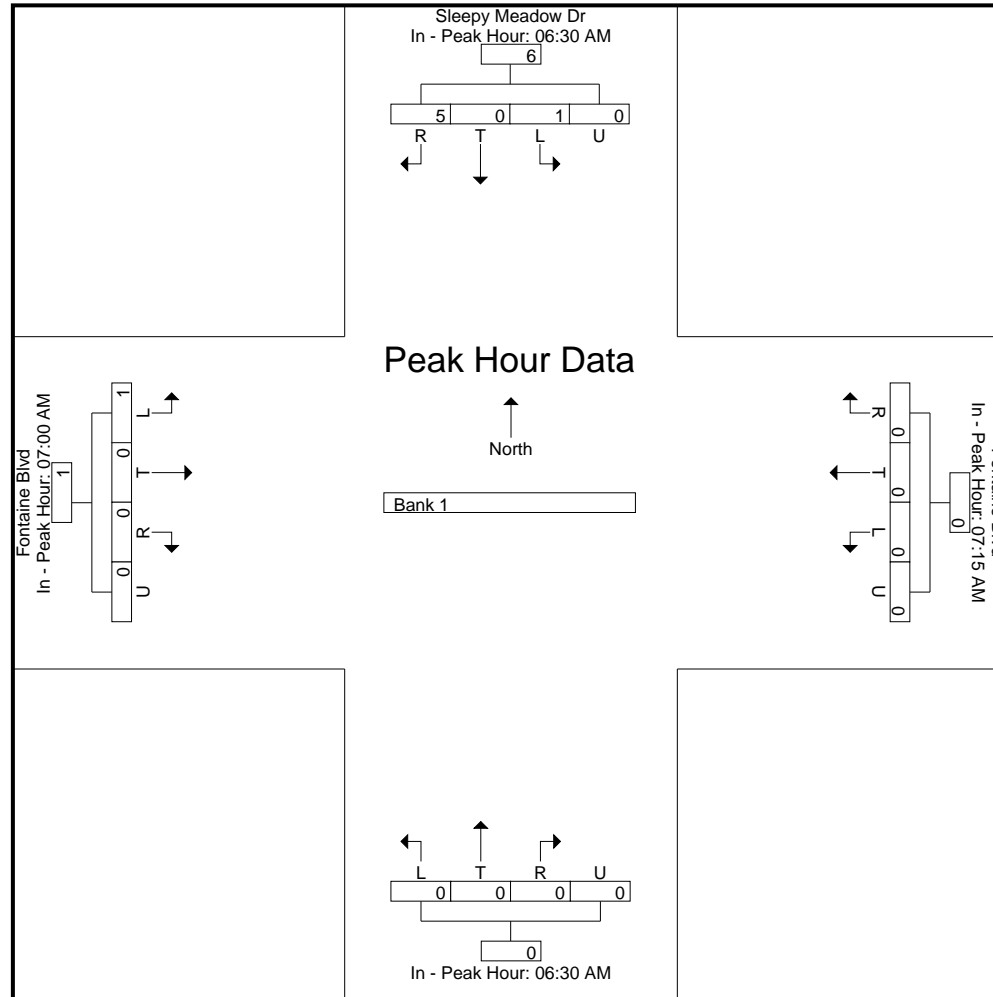 Sleepy Meadow Dr
In - Peak Hour: 06:30 AM
6
5 0 1 0
R T L U
Peak Hour Data
North
Bank 1
Fontaine Blvd
In - Peak Hour: 07:00 AM
1
1 0 0 0
L T R U
In - Peak Hour: 07:15 AM
0
R T L U
0 0 0 0
L T R U
0 0 0 0
0
In - Peak Hour: 06:30 AM